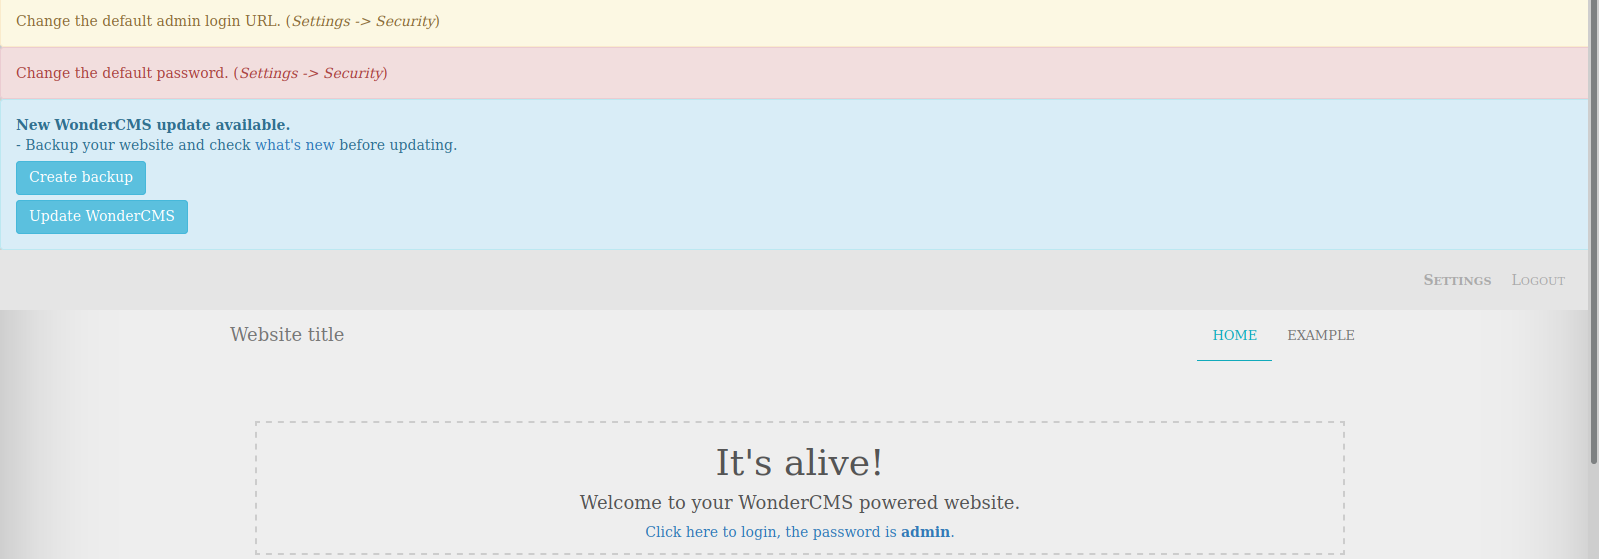 Change the default admin login URL. (Settings -> Security)
Change the default password. (Settings -> Security)
New WonderCMS update available.
- Backup your website and check what's new before updating.
Create backup
Update WonderCMS
Settings Logout
Website title HOME EXAMPLE
It's alive!
Welcome to your WonderCMS powered website.
Click here to login, the password is admin.